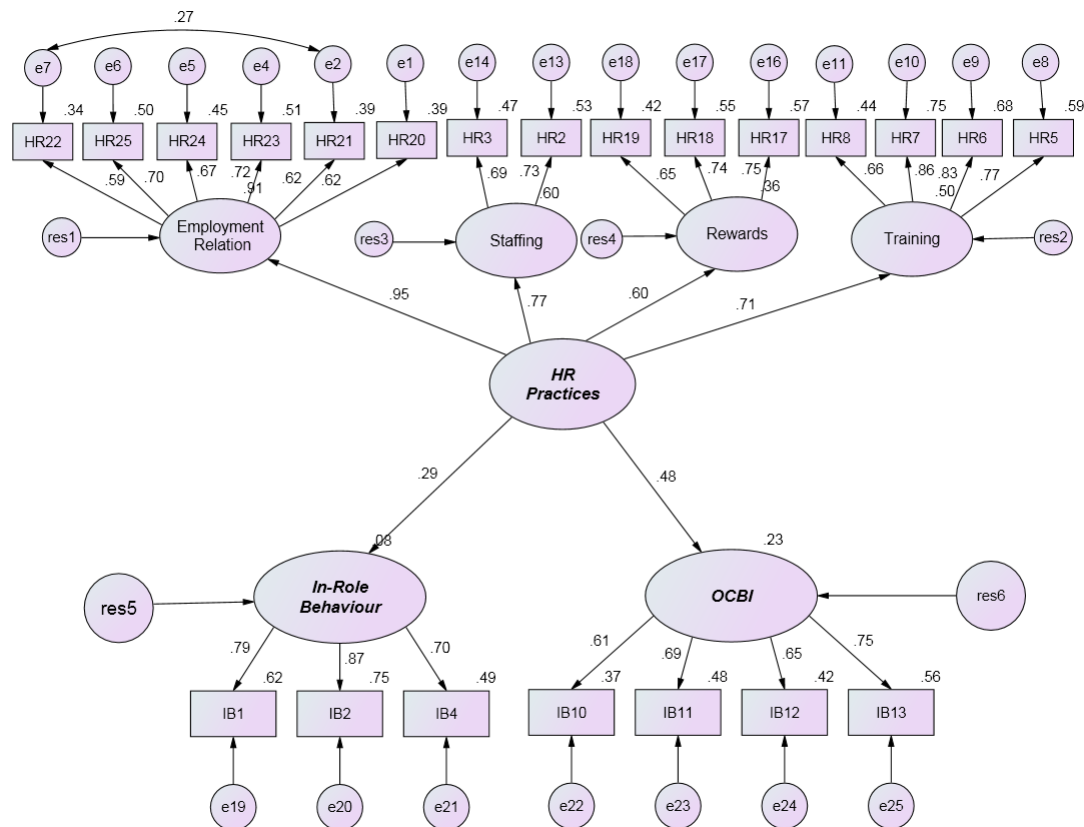 .27
e7
e6
e5
e4
e2
e1
e14
e13
e18
e17
e16
e11
e10
e9
e8
.34
.50
.45
.51
.39
.39
.47
.53
.42
.55
.57
.44
.75
.68
.59
HR22
HR25
HR24
HR23
HR21
HR20
HR3
HR2
HR19
HR18
HR17
HR8
HR7
HR6
HR5
.59
.70
.67
.72
.62
.62
.69
.73
.65
.74
.75
.66
.86
.83
.77
.91
.60
.36
.50
res1
Employment
Relation
res3
Staffing
res4
Rewards
Training
res2
.95
.77
.60
.71
HR
Practices
.29
.48
.08
.23
res5
In-Role
Behaviour
OCBI
res6
.79
.87
.70
.61
.69
.65
.75
.62
.75
.49
.37
.48
.42
.56
IB1
IB2
IB4
IB10
IB11
IB12
IB13
e19
e20
e21
e22
e23
e24
e25